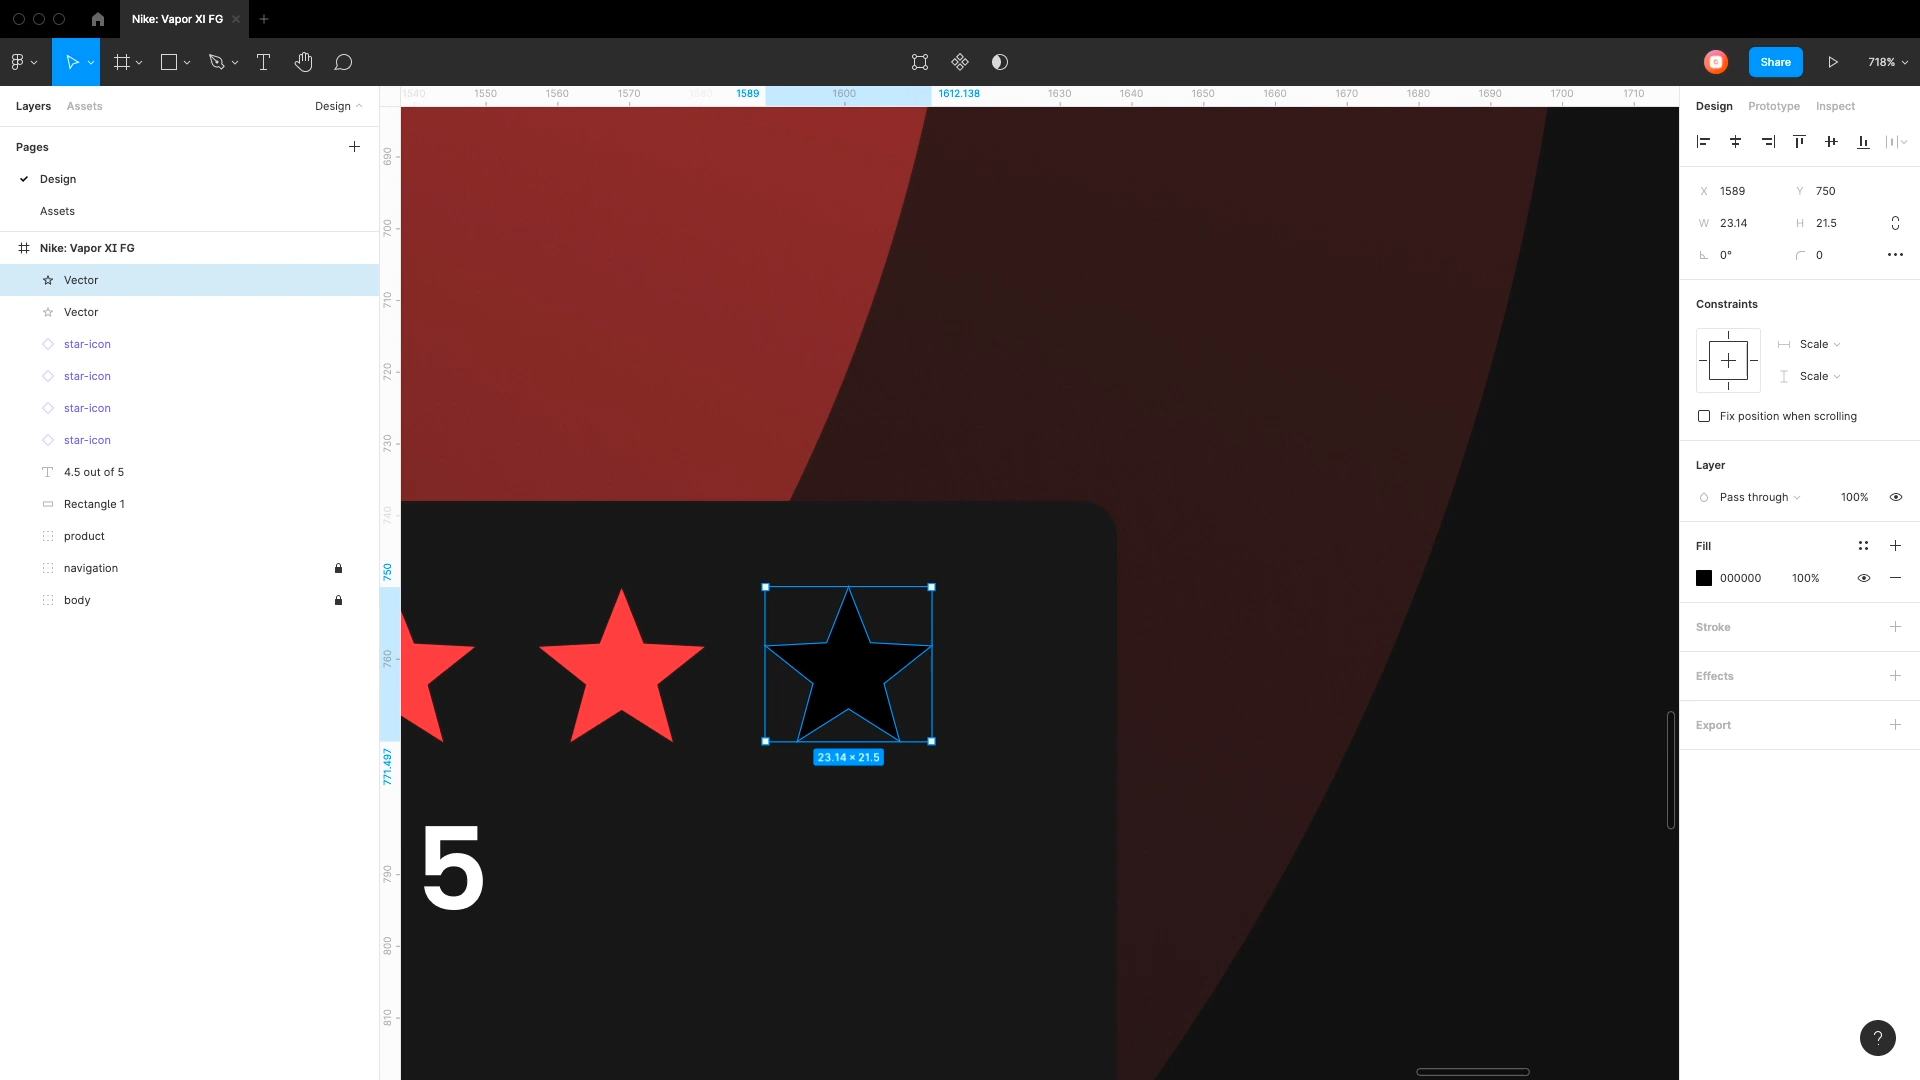 Nike: Vapor XI FG
Share
718%
Layers
Assets
Design
Pages
Design
Assets
Nike: Vapor XI FG
Vector
Vector
star-icon
star-icon
star-icon
star-icon
4.5 out of 5
Rectangle 1
product
navigation
body
1540
1550
1560
1570
1580
1589
1600
1612.138
1630
1640
1650
1660
1670
1680
1690
1700
1710
690
700
710
720
730
740
750
760
771.497
790
800
810
23.14 × 21.5
5
Design
Prototype
Inspect
X 1589
Y 750
W 23.14
H 21.5
0°
0
Constraints
Scale
Scale
Fix position when scrolling
Layer
Pass through
100%
Fill
000000
100%
Stroke
Effects
Export
?